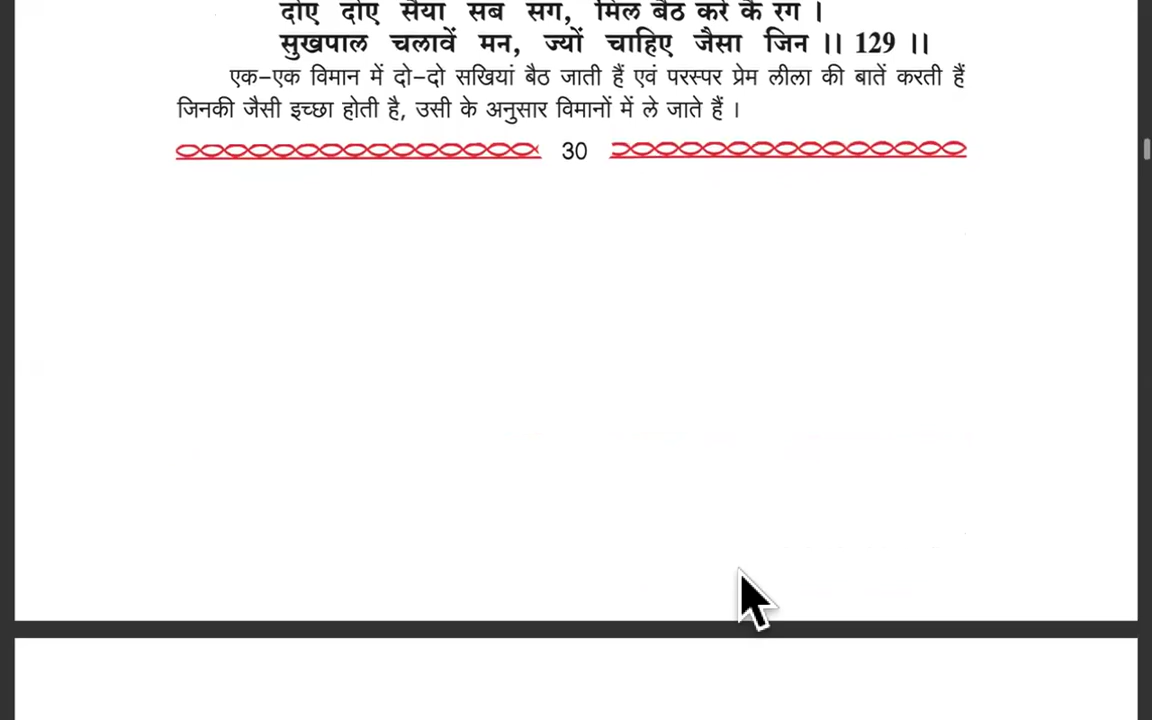 दोए दोए सैयां सब संग, मिल बैठ करें कै रंग ।
सुखपाल चलावें मन, ज्यों चाहिए जैसा जिन ।। 129 ।।
एक-एक विमान में दो-दो सखियां बैठ जाती हैं एवं परस्पर प्रेम लीला की बातें करती हैं
जिनकी जैसी इच्छा होती है, उसी के अनुसार विमानों में ले जाते हैं ।
30